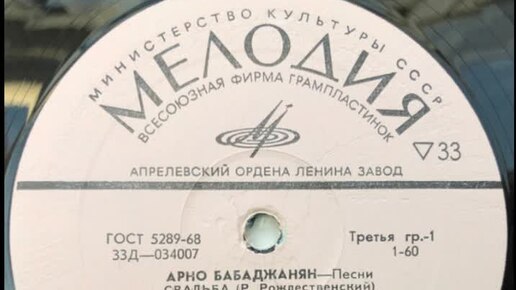 МИНИСТЕРСТВО КУЛЬТУРЫ СССР
МЕЛОДИЯ
ВСЕСОЮЗНАЯ ФИРМА ГРАМПЛАСТИНОК
▽33
АПРЕЛЕВСКИЙ ОРДЕНА ЛЕНИНА ЗАВОД
ГОСТ 5289-68
Третья гр.-1
33Д—034007
1-60
АРНО БАБАДЖАНЯН—Песни
СВАДЬБА (Р. Рождественский)